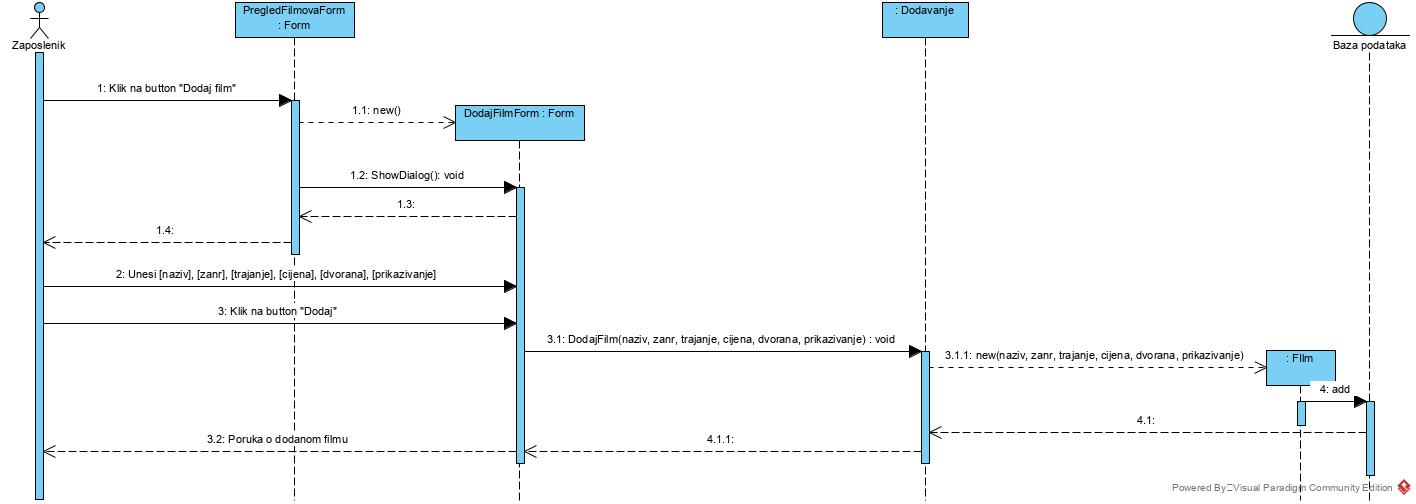 PregledFilmovaForm
: Form
: Dodavanje
Zaposlenik
Baza podataka
1: Klik na button "Dodaj film"
1.1: new()
DodajFilmForm : Form
1.2: ShowDialog(): void
1.3:
1.4:
2: Unesi [naziv], [zanr], [trajanje], [cijena], [dvorana], [prikazivanje]
3: Klik na button "Dodaj"
3.1: DodajFilm(naziv, zanr, trajanje, cijena, dvorana, prikazivanje) : void
3.1.1: new(naziv, zanr, trajanje, cijena, dvorana, prikazivanje)
: FIlm
4: add
4.1:
4.1.1:
3.2: Poruka o dodanom filmu
Powered By Visual Paradigm Community Edition